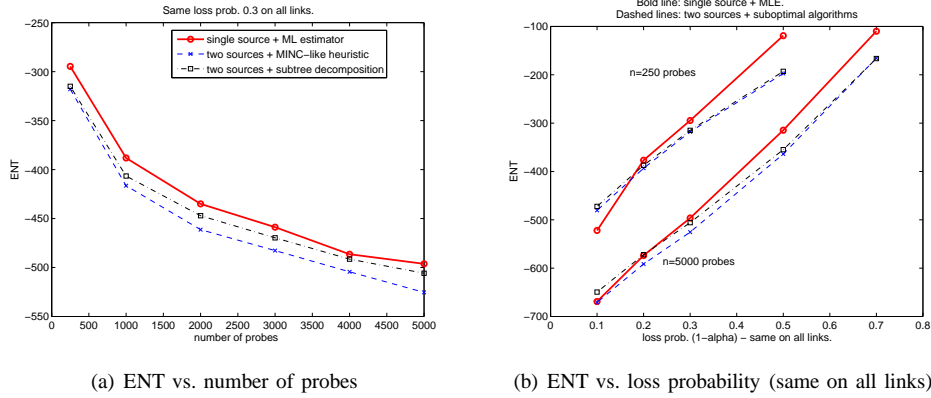 Same loss prob. 0.3 on all links.
−250
−300
−350
−400
−450
−500
−550
ENT
single source + ML estimator
two sources + MINC−like heuristic
two sources + subtree decomposition
0 500 1000 1500 2000 2500 3000 3500 4000 4500 5000
number of probes
(a) ENT vs. number of probes
Bold line: single source + MLE.
Dashed lines: two sources + suboptimal algorithms
−100
−200
−300
−400
−500
−600
−700
ENT
n=250 probes
n=5000 probes
0.1 0.2 0.3 0.4 0.5 0.6 0.7 0.8
loss prob. (1−alpha) − same on all links.
(b) ENT vs. loss probability (same on all links)